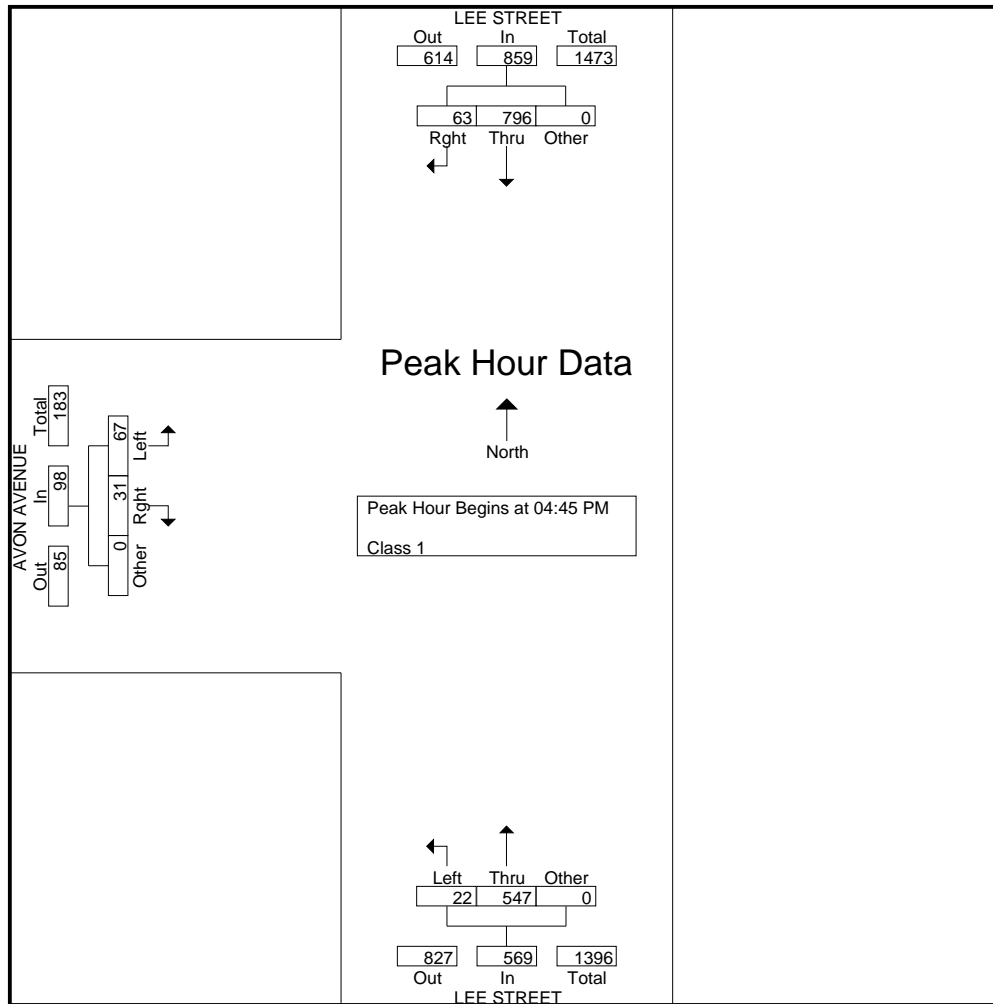 LEE STREET
Out In Total
614 859 1473
63 796 0
Rght Thru Other
Peak Hour Data
North
Peak Hour Begins at 04:45 PM
Class 1
AVON AVENUE
Out In Total
85 98 183
0 31 67
Other Rght Left
Left Thru Other
22 547 0
827 569 1396
Out In Total
LEE STREET